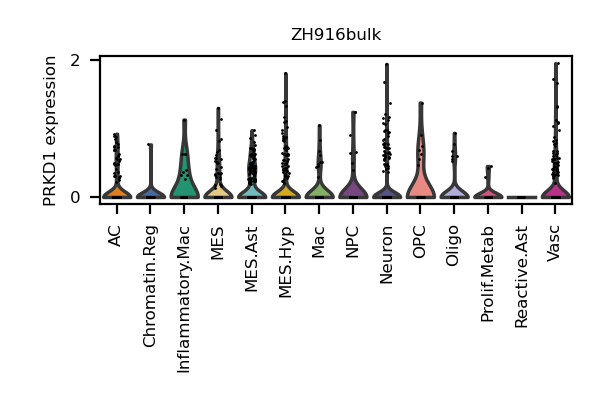 ZH916bulk
PRKD1 expression
2
0
AC
Chromatin.Reg
Inflammatory.Mac
MES
MES.Ast
MES.Hyp
Mac
NPC
Neuron
OPC
Oligo
Prolif.Metab
Reactive.Ast
Vasc